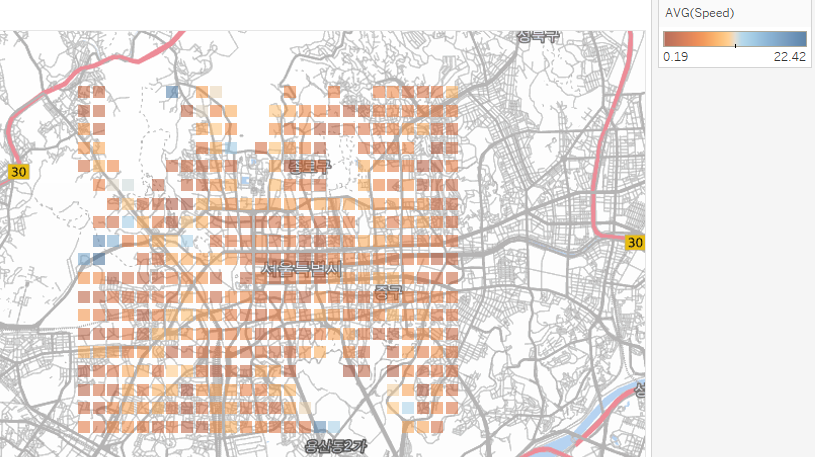 AVG(Speed)
0.19 22.42
성북구
30
종로구
30
서울특별시
중구
용산동2가